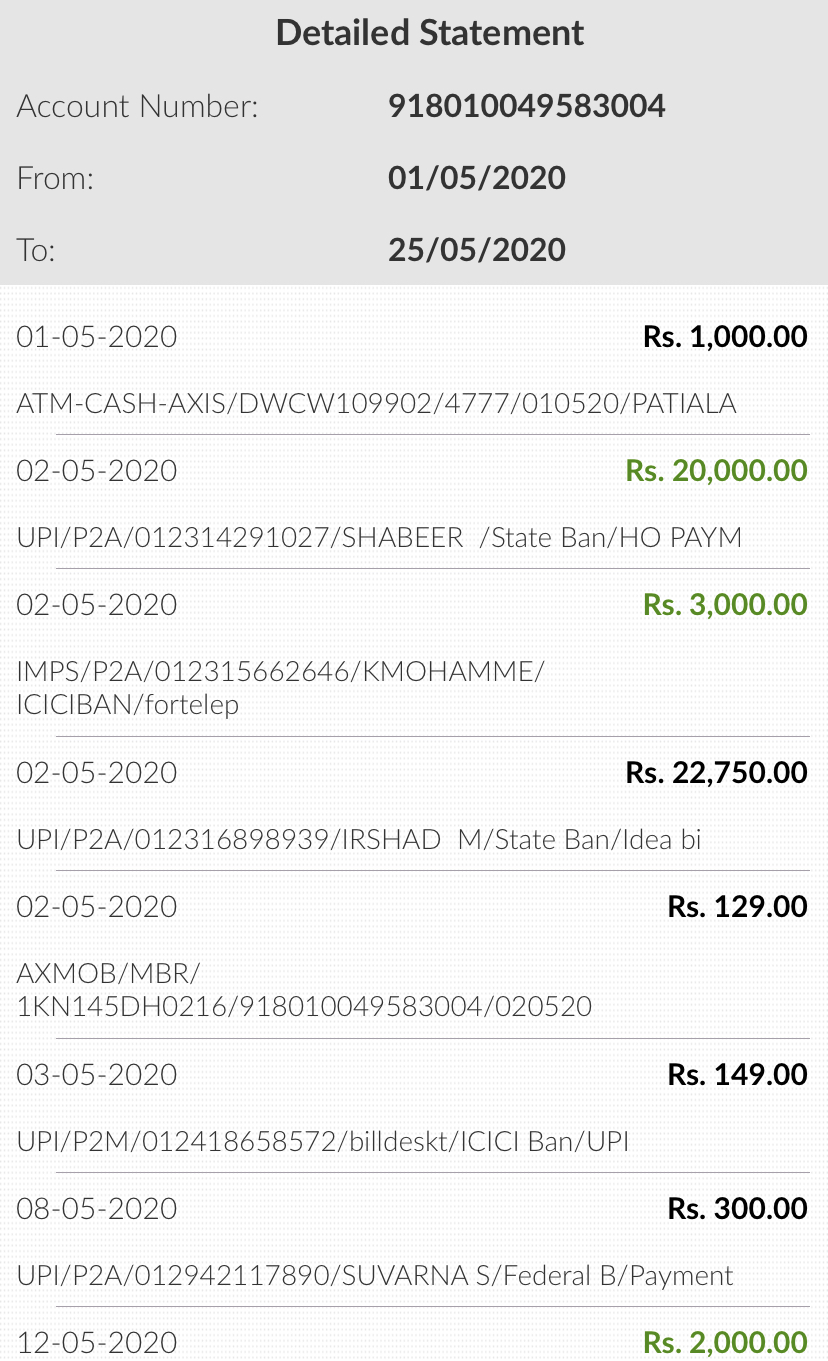 Detailed Statement
Account Number: 918010049583004
From: 01/05/2020
To: 25/05/2020
01-05-2020 Rs. 1,000.00
ATM-CASH-AXIS/DWCW109902/4777/010520/PATIALA
02-05-2020 Rs. 20,000.00
UPI/P2A/012314291027/SHABEER /State Ban/HO PAYM
02-05-2020 Rs. 3,000.00
IMPS/P2A/012315662646/KMOHAMME/
ICICIBAN/fortelep
02-05-2020 Rs. 22,750.00
UPI/P2A/012316898939/IRSHAD M/State Ban/Idea bi
02-05-2020 Rs. 129.00
AXMOB/MBR/
1KN145DH0216/918010049583004/020520
03-05-2020 Rs. 149.00
UPI/P2M/012418658572/billdeskt/ICICI Ban/UPI
08-05-2020 Rs. 300.00
UPI/P2A/012942117890/SUVARNA S/Federal B/Payment
12-05-2020 Rs. 2,000.00